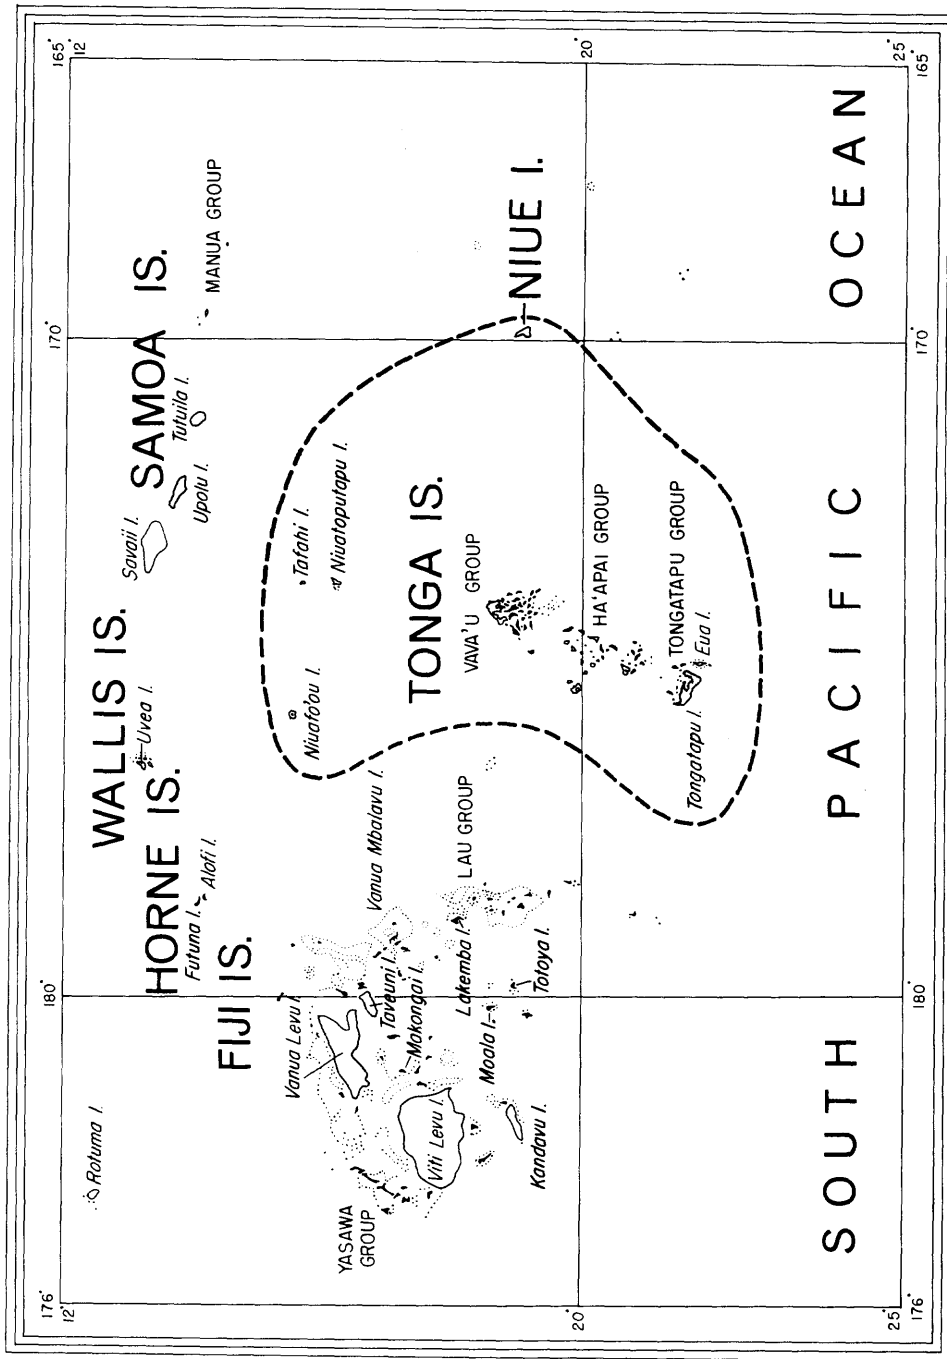 176°
180°
170°
165°
12
12
Rotuma I.
WALLIS IS.
Uvea I.
HORNE IS.
Futuna I.
Alofi I.
SAMOA IS.
Savaii I.
Upolu I.
Tutuila I.
MANUA GROUP
FIJI IS.
Vanua Levu I.
YASAWA
GROUP
Viti Levu I.
Taveuni I.
Makongai I.
Vanua Mbalavu I.
LAU GROUP
Lakemba I.
Moala I.
Totoya I.
Kandavu I.
Niuafo'ou I.
Tafahi I.
Niuatoputapu I.
TONGA IS.
VAVA'U GROUP
HA'APAI GROUP
TONGATAPU GROUP
Eua I.
Tongatapu I.
NIUE I.
20°
20°
SOUTH PACIFIC OCEAN
25°
25°
176°
180°
170°
165°